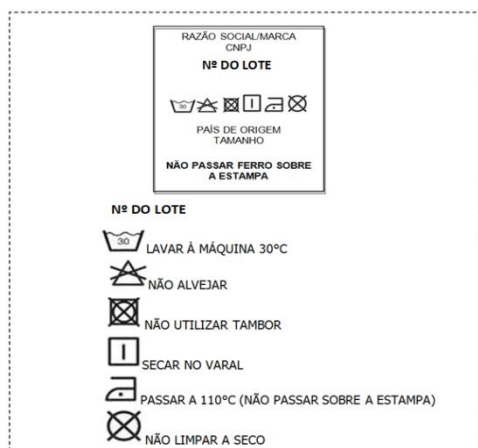 RAZÃO SOCIAL/MARCA
CNPJ
Nº DO LOTE
30
PAÍS DE ORIGEM
TAMANHO
NÃO PASSAR FERRO SOBRE
A ESTAMPA
Nº DO LOTE
30 LAVAR À MÁQUINA 30°C
NÃO ALVEJAR
NÃO UTILIZAR TAMBOR
SECAR NO VARAL
PASSAR A 110°C (NÃO PASSAR SOBRE A ESTAMPA)
NÃO LIMPAR A SECO